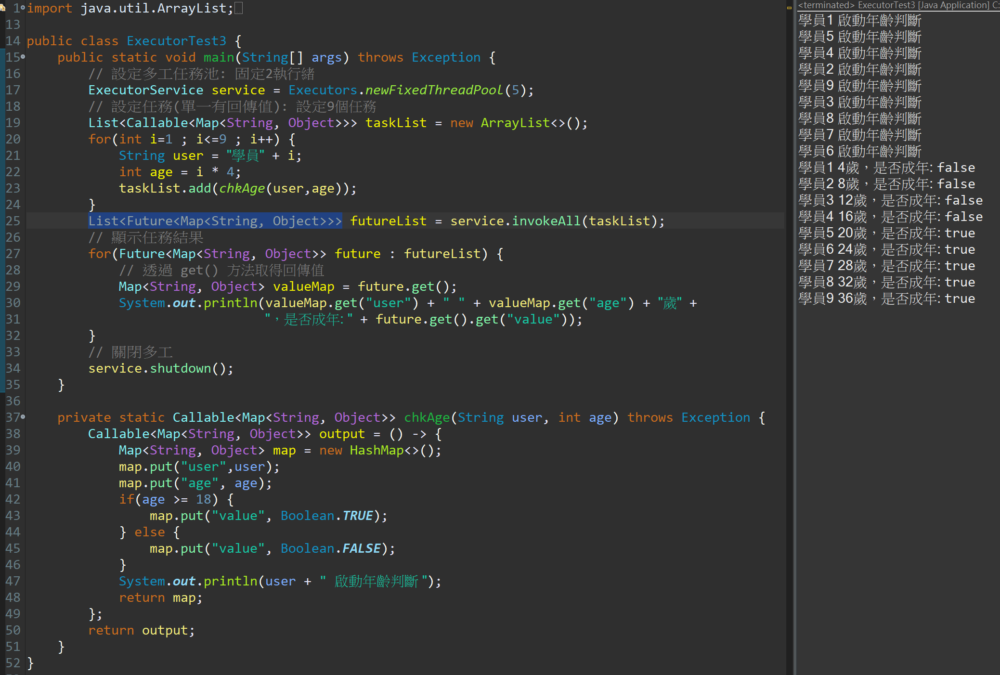 1 import java.util.ArrayList;
13
14 public class ExecutorTest3 {
15     public static void main(String[] args) throws Exception {
16         // 設定多工任務池: 固定2執行緒
17         ExecutorService service = Executors.newFixedThreadPool(5);
18         // 設定任務(單一有回傳值): 設定9個任務
19         List<Callable<Map<String, Object>>> taskList = new ArrayList<>();
20         for(int i=1 ; i<=9 ; i++) {
21             String user = "學員" + i;
22             int age = i * 4;
23             taskList.add(chkAge(user,age));
24         }
25         List<Future<Map<String, Object>>> futureList = service.invokeAll(taskList);
26         // 顯示任務結果
27         for(Future<Map<String, Object>> future : futureList) {
28             // 透過 get() 方法取得回傳值
29             Map<String, Object> valueMap = future.get();
30             System.out.println(valueMap.get("user") + " " + valueMap.get("age") + "歲" +
31                                "，是否成年: " + future.get().get("value"));
32         }
33         // 關閉多工
34         service.shutdown();
35     }
36
37     private static Callable<Map<String, Object>> chkAge(String user, int age) throws Exception {
38         Callable<Map<String, Object>> output = () -> {
39             Map<String, Object> map = new HashMap<>();
40             map.put("user",user);
41             map.put("age", age);
42             if(age >= 18) {
43                 map.put("value", Boolean.TRUE);
44             } else {
45                 map.put("value", Boolean.FALSE);
46             }
47             System.out.println(user + " 啟動年齡判斷 ");
48             return map;
49         };
50         return output;
51     }
52 }
<terminated> ExecutorTest3 [Java Application] C:
學員1 啟動年齡判斷
學員5 啟動年齡判斷
學員4 啟動年齡判斷
學員2 啟動年齡判斷
學員9 啟動年齡判斷
學員3 啟動年齡判斷
學員8 啟動年齡判斷
學員7 啟動年齡判斷
學員6 啟動年齡判斷
學員1 4歲，是否成年: false
學員2 8歲，是否成年: false
學員3 12歲，是否成年: false
學員4 16歲，是否成年: false
學員5 20歲，是否成年: true
學員6 24歲，是否成年: true
學員7 28歲，是否成年: true
學員8 32歲，是否成年: true
學員9 36歲，是否成年: true